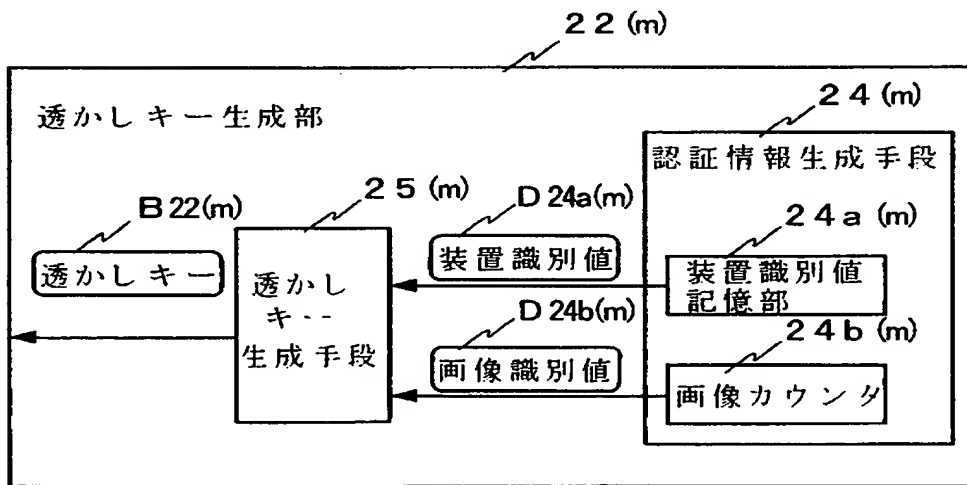 22(m)
透かしキー生成部
24(m)
認証情報生成手段
B22(m)
25(m)
D24a(m)
24a(m)
透かしキー
透かし
キー
生成手段
装置識別値
装置識別値
記憶部
D24b(m)
24b(m)
画像識別値
画像カウンタ